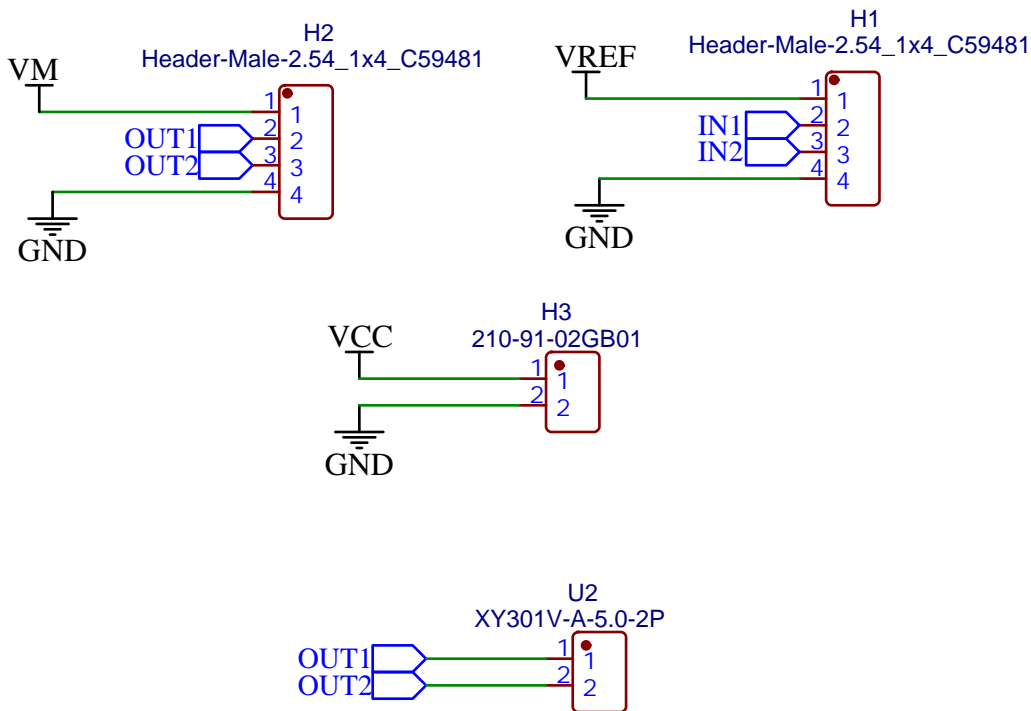 H2
Header-Male-2.54_1x4_C59481
VM
1 1
OUT1 2 2
OUT2 3 3
4 4
GND
H1
Header-Male-2.54_1x4_C59481
VREF
1 1
IN1 2 2
IN2 3 3
4 4
GND
H3
210-91-02GB01
VCC
1 1
2 2
GND
U2
XY301V-A-5.0-2P
OUT1 1 1
OUT2 2 2